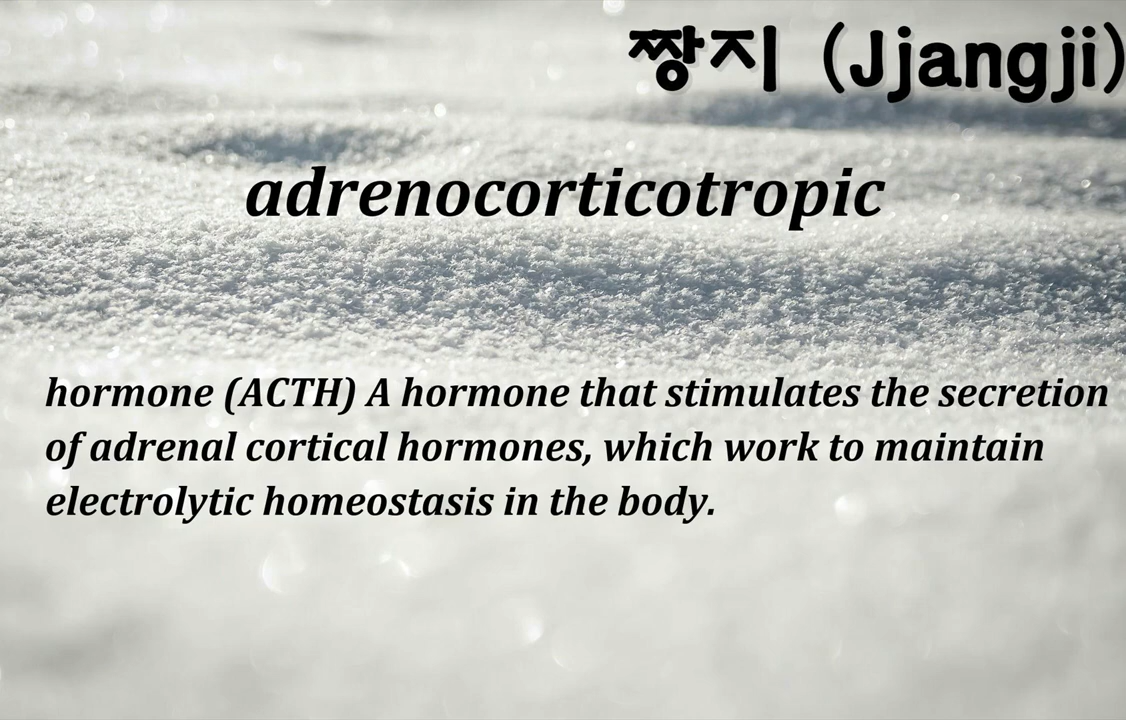 짱지 (Jjangji)
adrenocorticotropic
hormone (ACTH) A hormone that stimulates the secretion
of adrenal cortical hormones, which work to maintain
electrolytic homeostasis in the body.